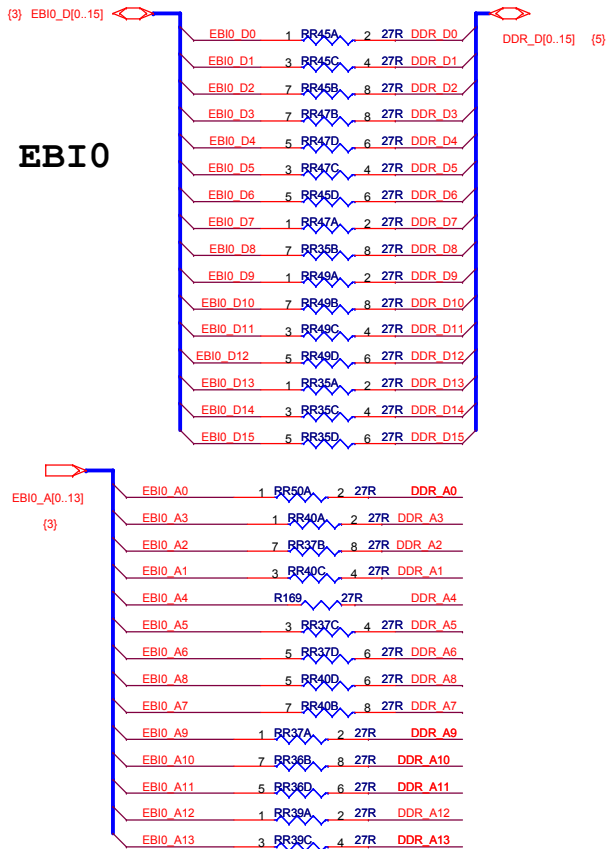 {3} EBI0_D[0..15]
DDR_D[0..15] {5}
EBI0
EBI0_D0 1 RR45A 2 27R DDR_D0
EBI0_D1 3 RR45C 4 27R DDR_D1
EBI0_D2 7 RR45B 8 27R DDR_D2
EBI0_D3 7 RR47B 8 27R DDR_D3
EBI0_D4 5 RR47D 6 27R DDR_D4
EBI0_D5 3 RR47C 4 27R DDR_D5
EBI0_D6 5 RR45D 6 27R DDR_D6
EBI0_D7 1 RR47A 2 27R DDR_D7
EBI0_D8 7 RR35B 8 27R DDR_D8
EBI0_D9 1 RR49A 2 27R DDR_D9
EBI0_D10 7 RR49B 8 27R DDR_D10
EBI0_D11 3 RR49C 4 27R DDR_D11
EBI0_D12 5 RR49D 6 27R DDR_D12
EBI0_D13 1 RR35A 2 27R DDR_D13
EBI0_D14 3 RR35C 4 27R DDR_D14
EBI0_D15 5 RR35D 6 27R DDR_D15
EBI0_A[0..13]
{3}
EBI0_A0 1 RR50A 2 27R DDR_A0
EBI0_A3 1 RR40A 2 27R DDR_A3
EBI0_A2 7 RR37B 8 27R DDR_A2
EBI0_A1 3 RR40C 4 27R DDR_A1
EBI0_A4 R169 27R DDR_A4
EBI0_A5 3 RR37C 4 27R DDR_A5
EBI0_A6 5 RR37D 6 27R DDR_A6
EBI0_A8 5 RR40D 6 27R DDR_A8
EBI0_A7 7 RR40B 8 27R DDR_A7
EBI0_A9 1 RR37A 2 27R DDR_A9
EBI0_A10 7 RR36B 8 27R DDR_A10
EBI0_A11 5 RR36D 6 27R DDR_A11
EBI0_A12 1 RR39A 2 27R DDR_A12
EBI0_A13 3 RR39C 4 27R DDR_A13